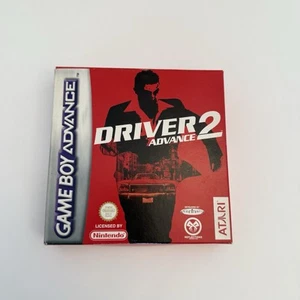 GAME BOY ADVANCE
DRIVER 2
ADVANCE
LICENSED BY
Nintendo
ATARI